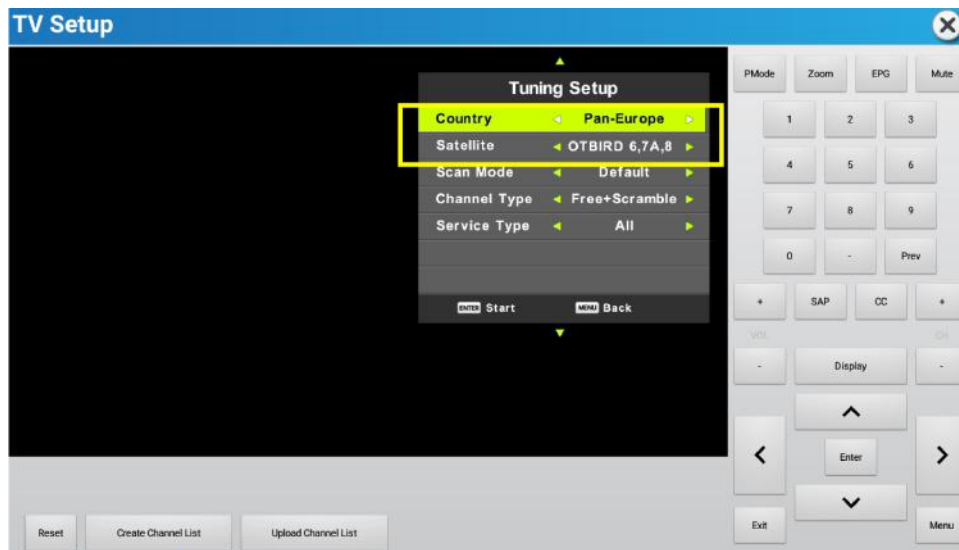 TV Setup
Tuning Setup
Country Pan-Europe
Satellite OTBIRD 6,7A,8
Scan Mode Default
Channel Type Free+Scramble
Service Type All
ENTER Start MENU Back
PMode Zoom EPG Mute
1 2 3
4 5 6
7 8 9
0 - Prev
+ SAP CC +
VOL CH
- Display -
Enter
Exit Menu
Reset Create Channel List Upload Channel List